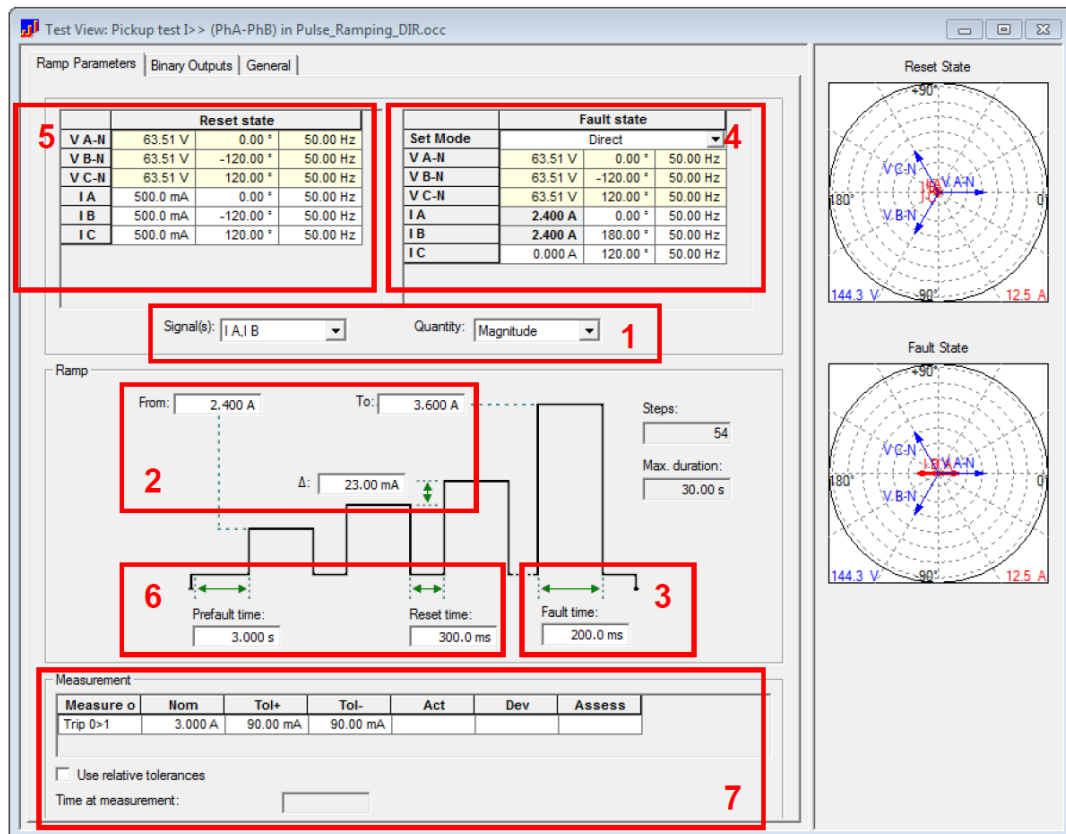 Test View: Pickup test I>> (PhA-PhB) in Pulse_Ramping_DIR.occ
Ramp Parameters Binary Outputs General
5
Reset state
V A-N 63.51 V 0.00 ° 50.00 Hz
V B-N 63.51 V -120.00 ° 50.00 Hz
V C-N 63.51 V 120.00 ° 50.00 Hz
I A 500.0 mA 0.00 ° 50.00 Hz
I B 500.0 mA -120.00 ° 50.00 Hz
I C 500.0 mA 120.00 ° 50.00 Hz
4
Fault state
Set Mode Direct
V A-N 63.51 V 0.00 ° 50.00 Hz
V B-N 63.51 V -120.00 ° 50.00 Hz
V C-N 63.51 V 120.00 ° 50.00 Hz
I A 2.400 A 0.00 ° 50.00 Hz
I B 2.400 A 180.00 ° 50.00 Hz
I C 0.000 A 120.00 ° 50.00 Hz
Signal(s): I A,I B Quantity: Magnitude 1
Ramp
From: 2.400 A To: 3.600 A
Δ: 23.00 mA
2
Steps:
54
Max. duration:
30.00 s
6
Prefault time:
3.000 s
Reset time:
300.0 ms
3
Fault time:
200.0 ms
Measurement
Measure o Nom Tol+ Tol- Act Dev Assess
Trip 0>1 3.000 A 90.00 mA 90.00 mA
Use relative tolerances
Time at measurement:
7
Reset State
+90°
V C-N
V A-N
180° 0°
V B-N
144.3 V -90° 12.5 A
Fault State
+90°
V C-N
V A-N
180° 0°
V B-N
144.3 V -90° 12.5 A